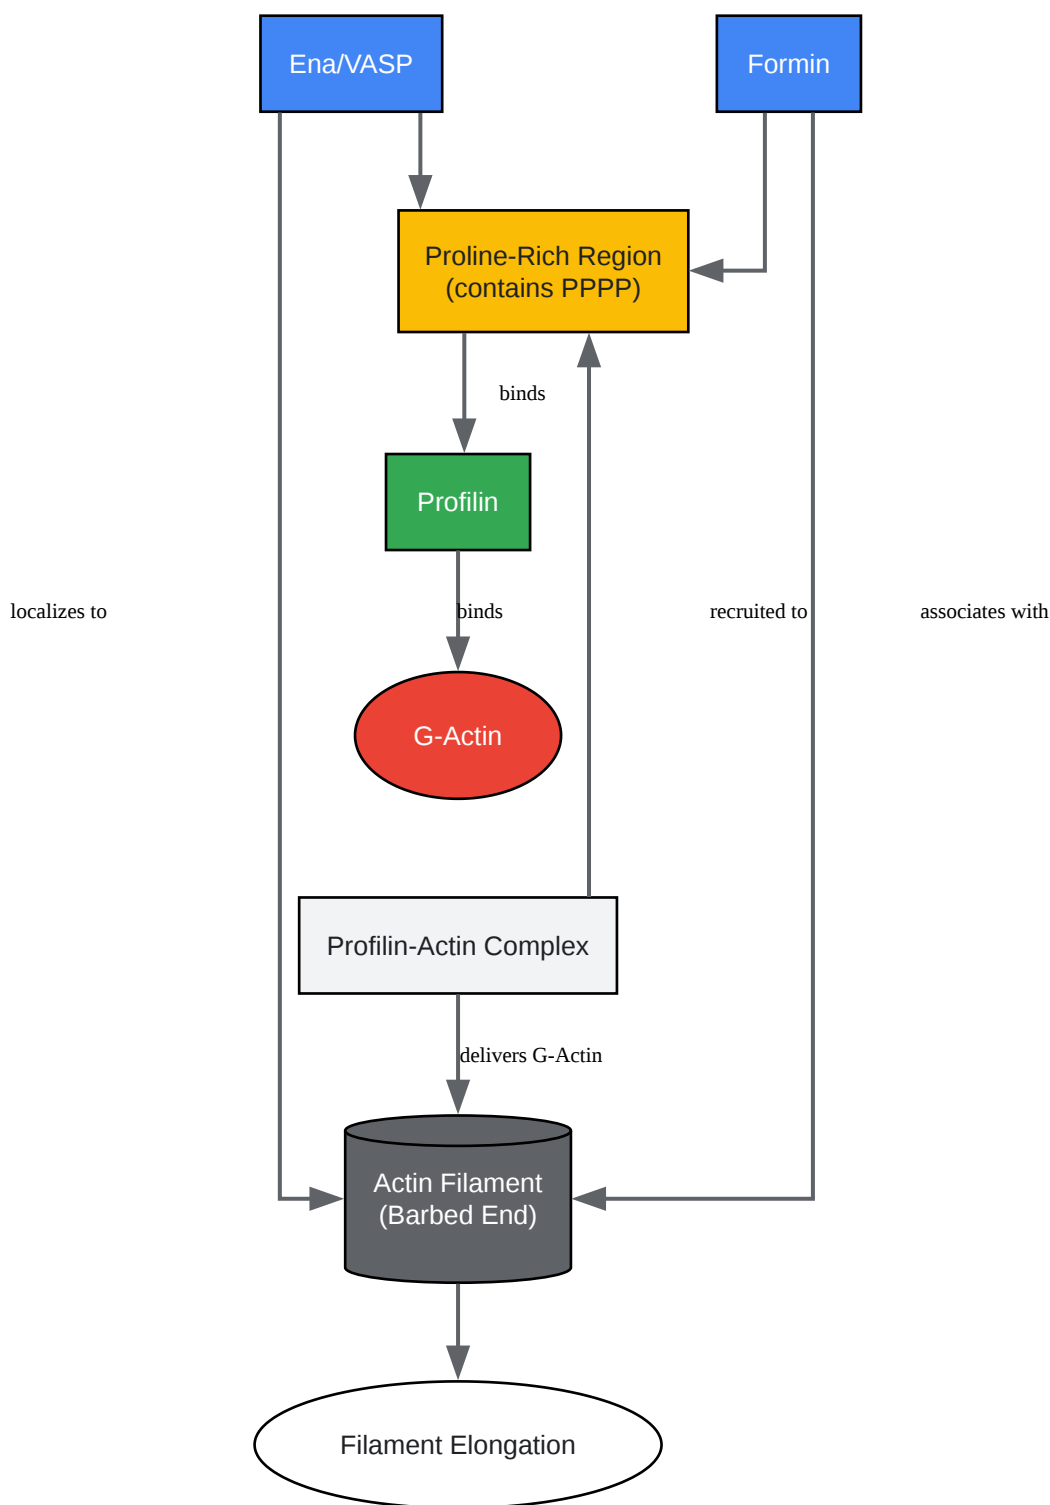 Ena/VASP
Formin
Proline-Rich Region
(contains PPPP)
binds
Profilin
localizes to
binds
recruited to
associates with
G-Actin
Profilin-Actin Complex
delivers G-Actin
Actin Filament
(Barbed End)
Filament Elongation